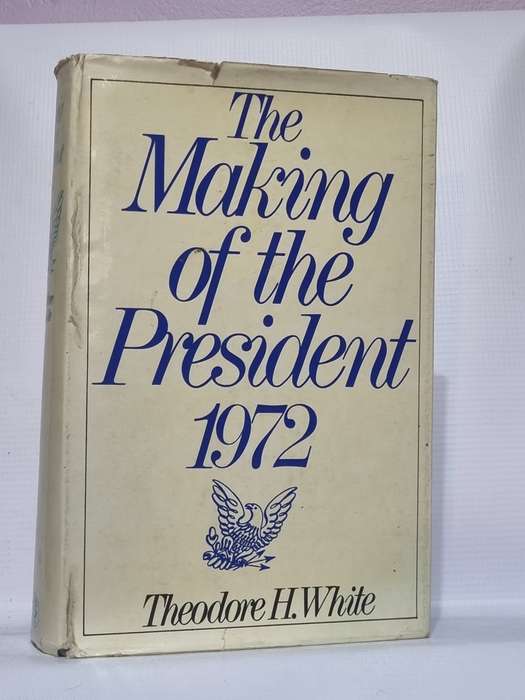 The
Making
of the
President
1972
Theodore H. White